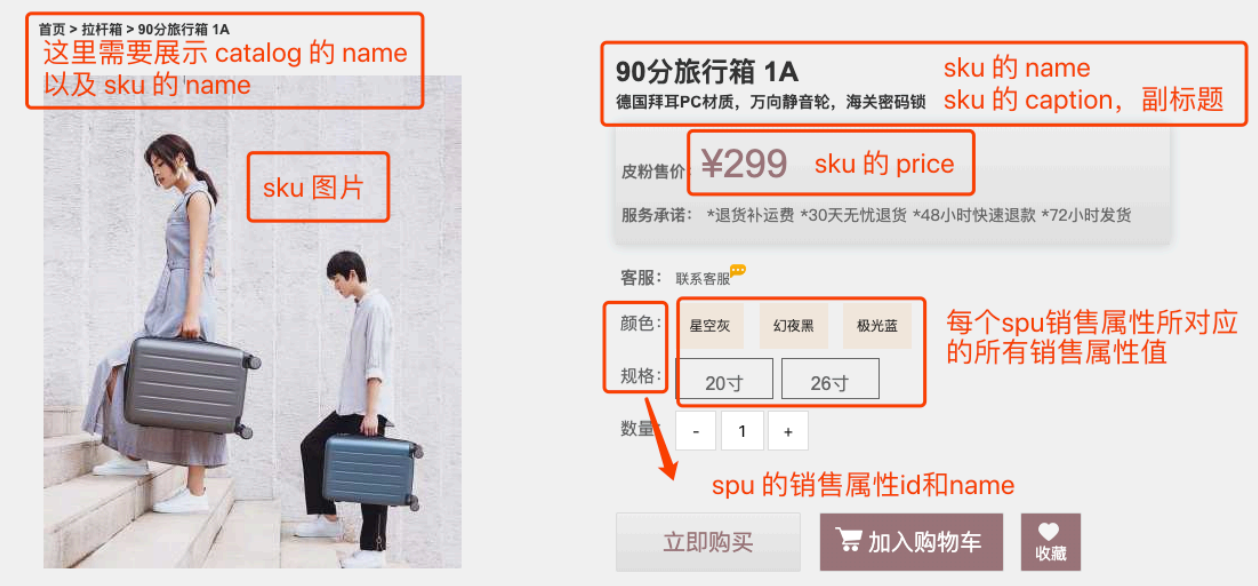 首页 > 拉杆箱 > 90分旅行箱 1A
这里需要展示 catalog 的 name
以及 sku 的 name
sku 图片
90分旅行箱 1A
sku 的 name
德国拜耳PC材质，万向静音轮，海关密码锁
sku 的 caption，副标题
皮粉售价: ¥299
sku 的 price
服务承诺： *退货补运费 *30天无忧退货 *48小时快速退款 *72小时发货
客服： 联系客服
颜色: 星空灰 幻夜黑 极光蓝
每个spu销售属性所对应
的所有销售属性值
规格: 20寸 26寸
数量: - 1 +
spu 的销售属性id和name
立即购买 加入购物车 收藏